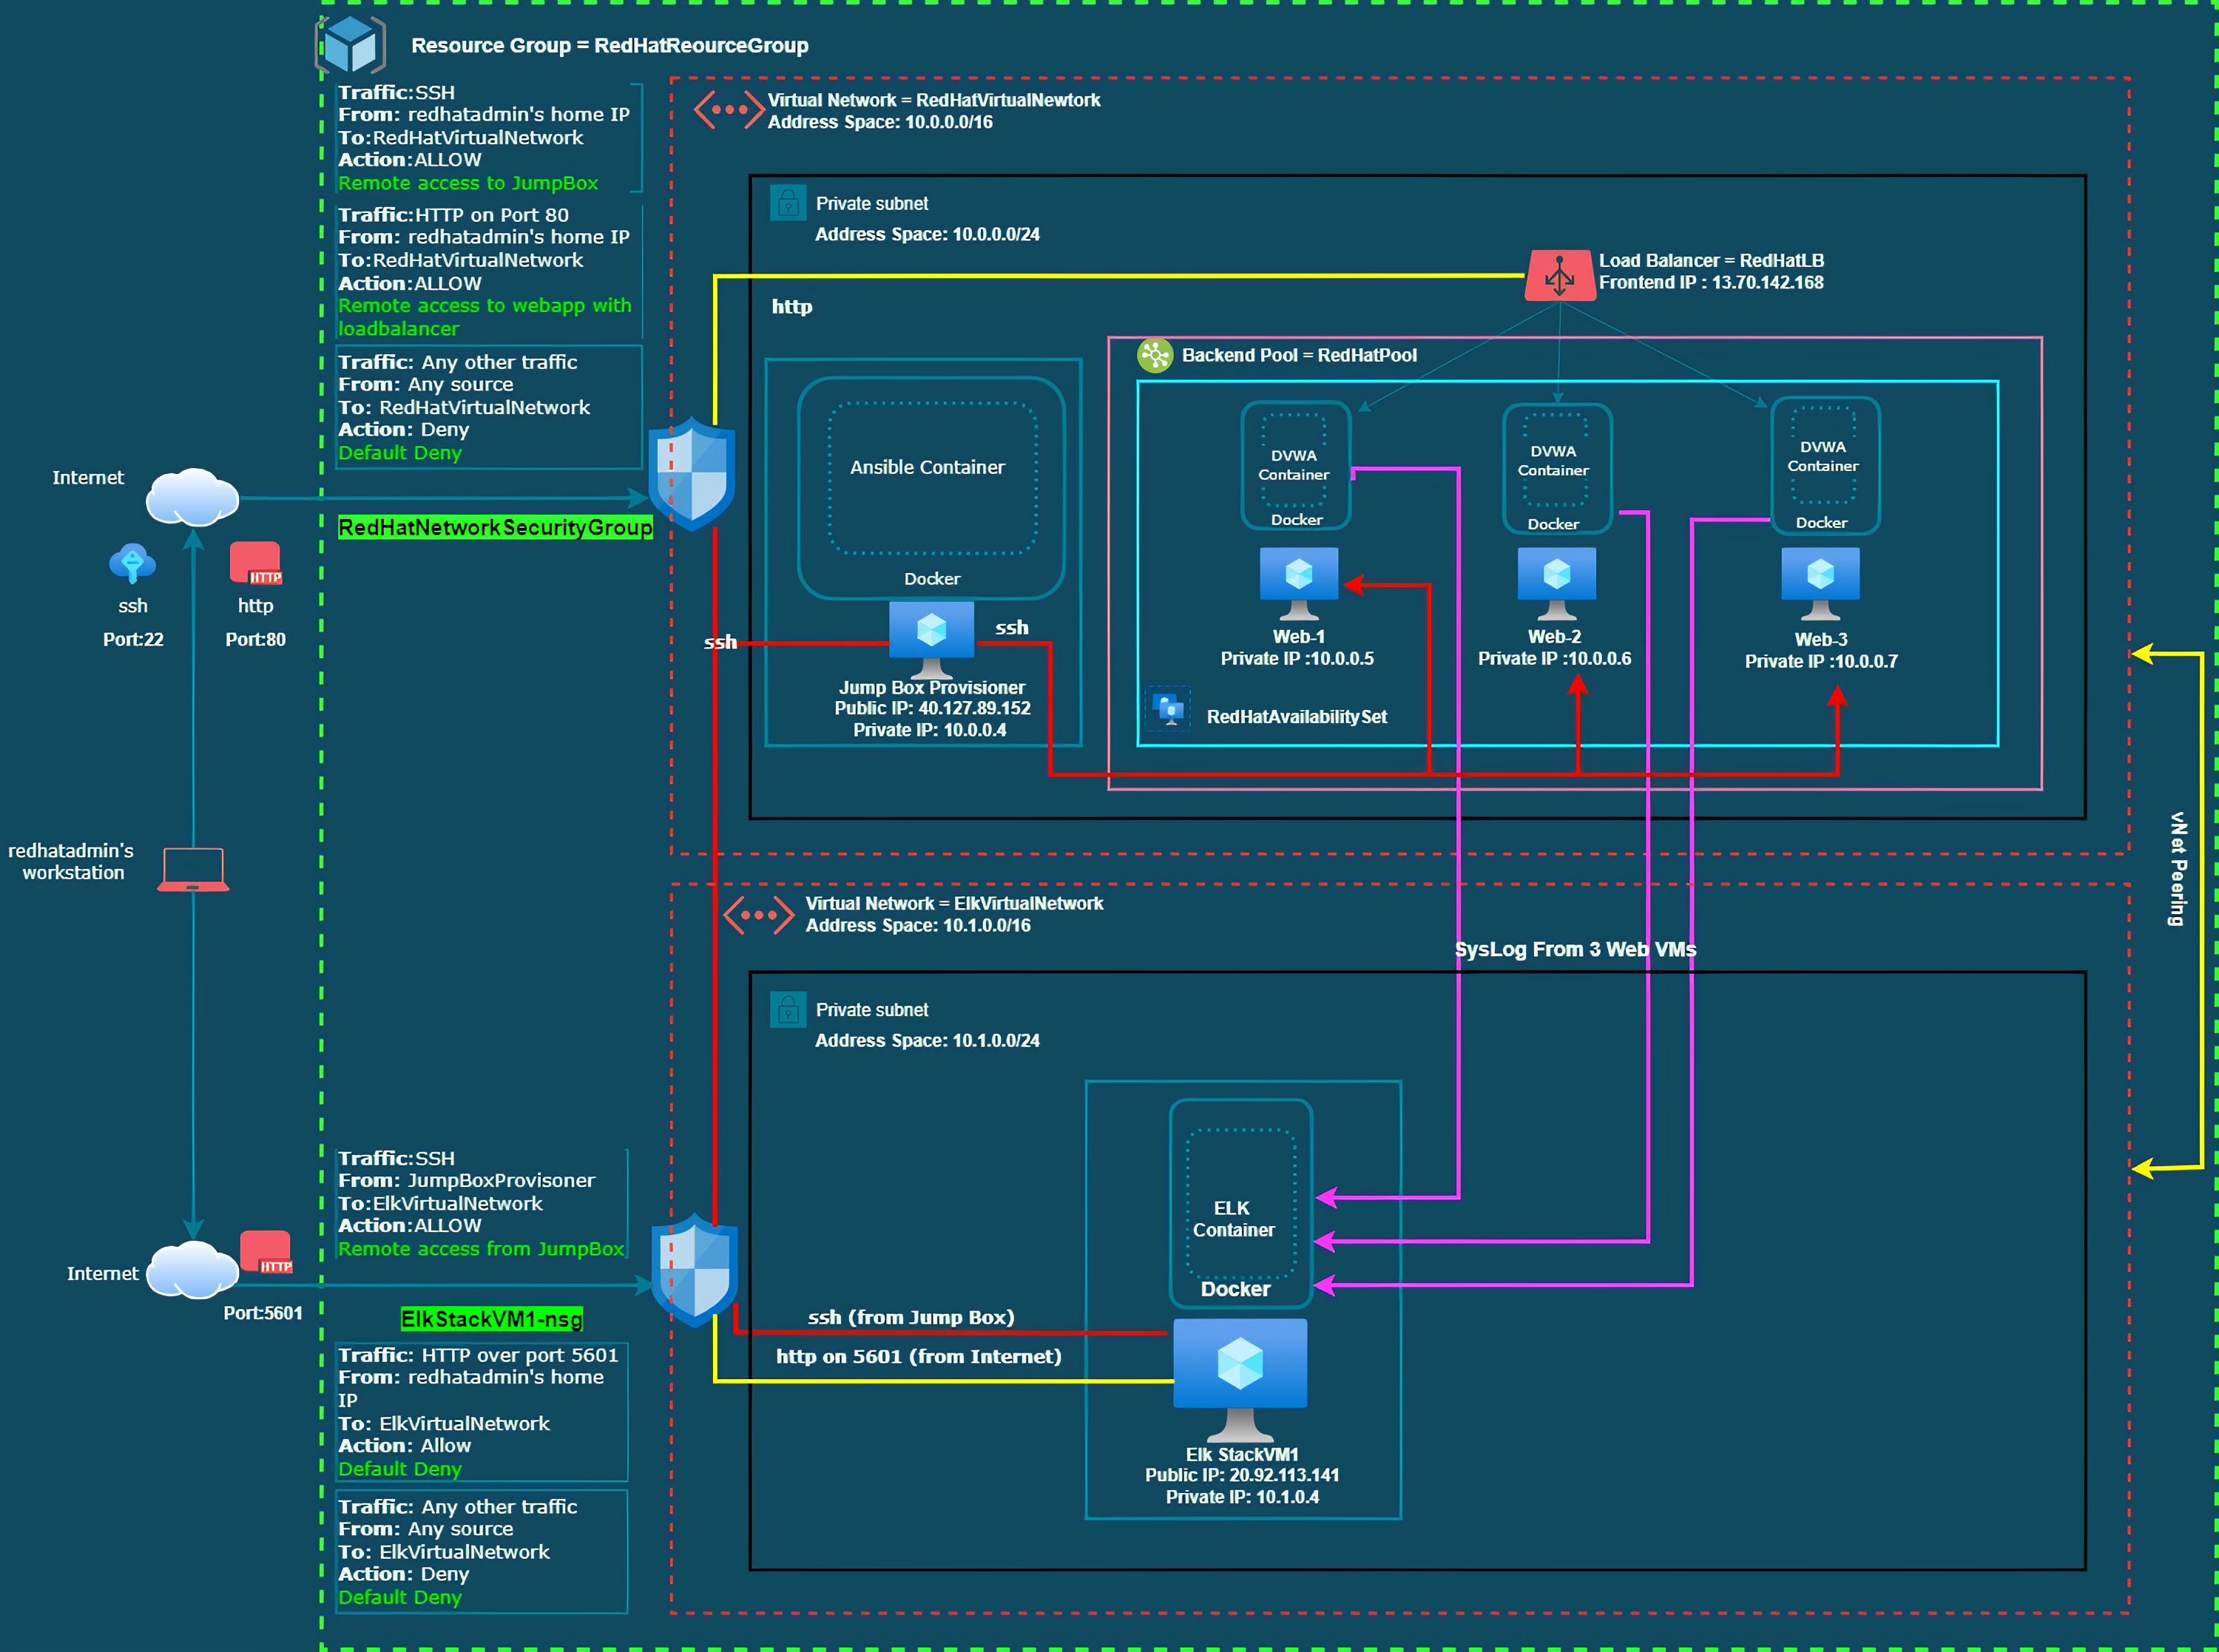 Resource Group = RedHatReourceGroup
Traffic:SSH
From: redhatadmin's home IP
To:RedHatVirtualNetwork
Action:ALLOW
Remote access to JumpBox
Traffic:HTTP on Port 80
From: redhatadmin's home IP
To:RedHatVirtualNetwork
Action:ALLOW
Remote access to webapp with
loadbalancer
Traffic: Any other traffic
From: Any source
To: RedHatVirtualNetwork
Action: Deny
Default Deny
RedHatNetworkSecurityGroup
Internet
ssh
Port:22
HTTP
http
Port:80
redhatadmin's
workstation
Virtual Network = RedHatVirtualNewtork
Address Space: 10.0.0.0/16
Private subnet
Address Space: 10.0.0.0/24
http
Load Balancer = RedHatLB
Frontend IP : 13.70.142.168
Backend Pool = RedHatPool
Ansible Container
Docker
ssh
ssh
Jump Box Provisioner
Public IP: 40.127.89.152
Private IP: 10.0.0.4
DVWA
Container
Docker
Web-1
Private IP :10.0.0.5
DVWA
Container
Docker
Web-2
Private IP :10.0.0.6
DVWA
Container
Docker
Web-3
Private IP :10.0.0.7
RedHatAvailabilitySet
vNet Peering
Virtual Network = ElkVirtualNetwork
Address Space: 10.1.0.0/16
SysLog From 3 Web VMs
Private subnet
Address Space: 10.1.0.0/24
ELK
Container
Docker
ssh (from Jump Box)
http on 5601 (from Internet)
Elk StackVM1
Public IP: 20.92.113.141
Private IP: 10.1.0.4
Traffic:SSH
From: JumpBoxProvisoner
To:ElkVirtualNetwork
Action:ALLOW
Remote access from JumpBox
Internet
HTTP
Port:5601
ElkStackVM1-nsg
Traffic: HTTP over port 5601
From: redhatadmin's home
IP
To: ElkVirtualNetwork
Action: Allow
Default Deny
Traffic: Any other traffic
From: Any source
To: ElkVirtualNetwork
Action: Deny
Default Deny